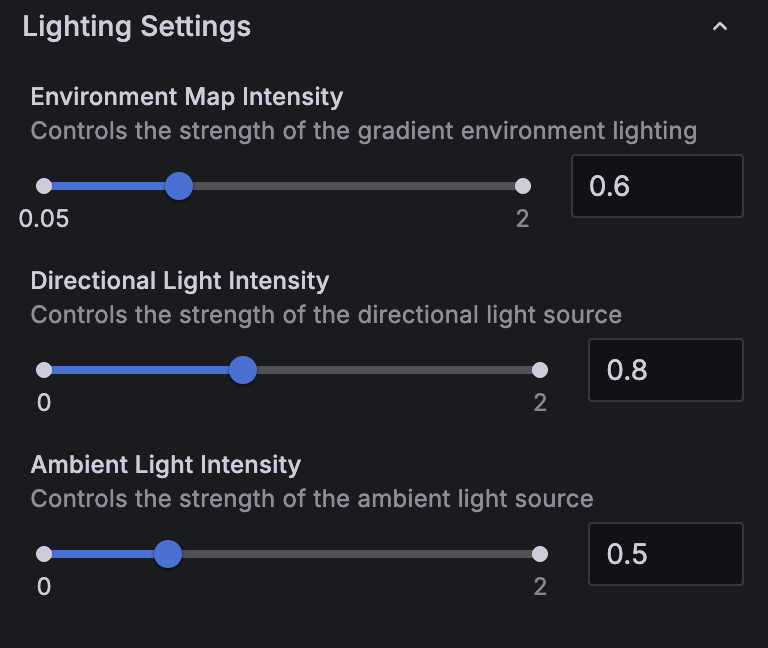 Lighting Settings
Environment Map Intensity
Controls the strength of the gradient environment lighting
0.6
0.05 2
Directional Light Intensity
Controls the strength of the directional light source
0.8
0 2
Ambient Light Intensity
Controls the strength of the ambient light source
0.5
0 2